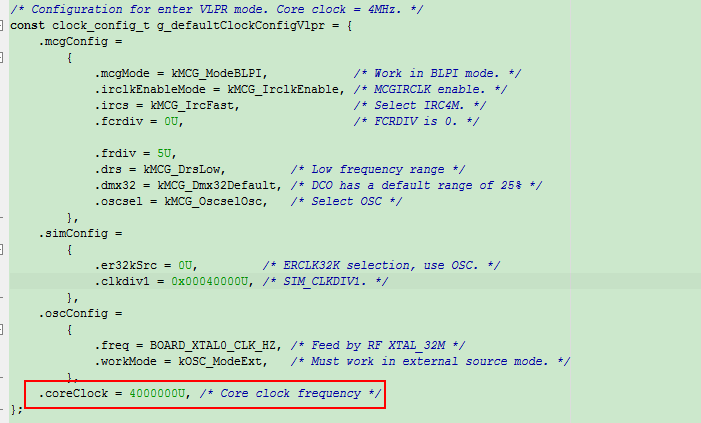 /* Configuration for enter VLPR mode. Core clock = 4MHz. */
const clock_config_t g_defaultClockConfigVlpr = {
.mcgConfig =
{
.mcgMode = kMCG_ModeBLPI, /* Work in BLPI mode. */
.irclkEnableMode = kMCG_IrclkEnable, /* MCGIRCLK enable. */
.ircs = kMCG_IrcFast, /* Select IRC4M. */
.fcrdiv = 0U, /* FCRDIV is 0. */
.frdiv = 5U,
.drs = kMCG_DrsLow, /* Low frequency range */
.dmx32 = kMCG_Dmx32Default, /* DCO has a default range of 25% */
.oscsel = kMCG_OscselOsc, /* Select OSC */
},
.simConfig =
{
.er32kSrc = 0U, /* ERCLK32K selection, use OSC. */
.clkdiv1 = 0x00040000U, /* SIM_CLKDIV1. */
},
.oscConfig =
{
.freq = BOARD_XTAL0_CLK_HZ, /* Feed by RF XTAL_32M */
.workMode = kOSC_ModeExt, /* Must work in external source mode. */
},
.coreClock = 4000000U, /* Core clock frequency */
};